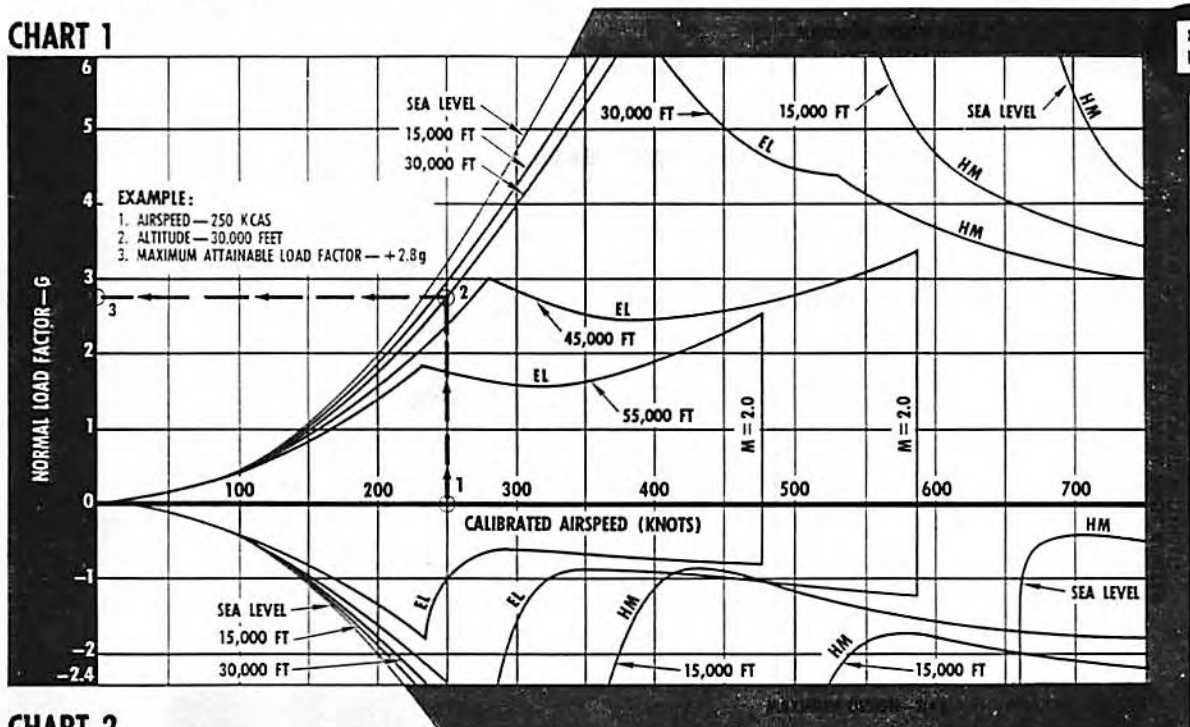 CHART 1
6
5
4
3
2
1
0
−1
−2
−2.4
NORMAL LOAD FACTOR—G
SEA LEVEL
15,000 FT
30,000 FT
30,000 FT
15,000 FT
SEA LEVEL
HM
EL
HM
HM
EXAMPLE:
1. AIRSPEED—250 KCAS
2. ALTITUDE—30,000 FEET
3. MAXIMUM ATTAINABLE LOAD FACTOR—+2.8g
3
2
EL
45,000 FT
EL
55,000 FT
M = 2.0
M = 2.0
1
100
200
300
400
500
600
700
CALIBRATED AIRSPEED (KNOTS)
HM
EL
EL
HM
SEA LEVEL
SEA LEVEL
15,000 FT
30,000 FT
15,000 FT
HM
15,000 FT
CHART 2